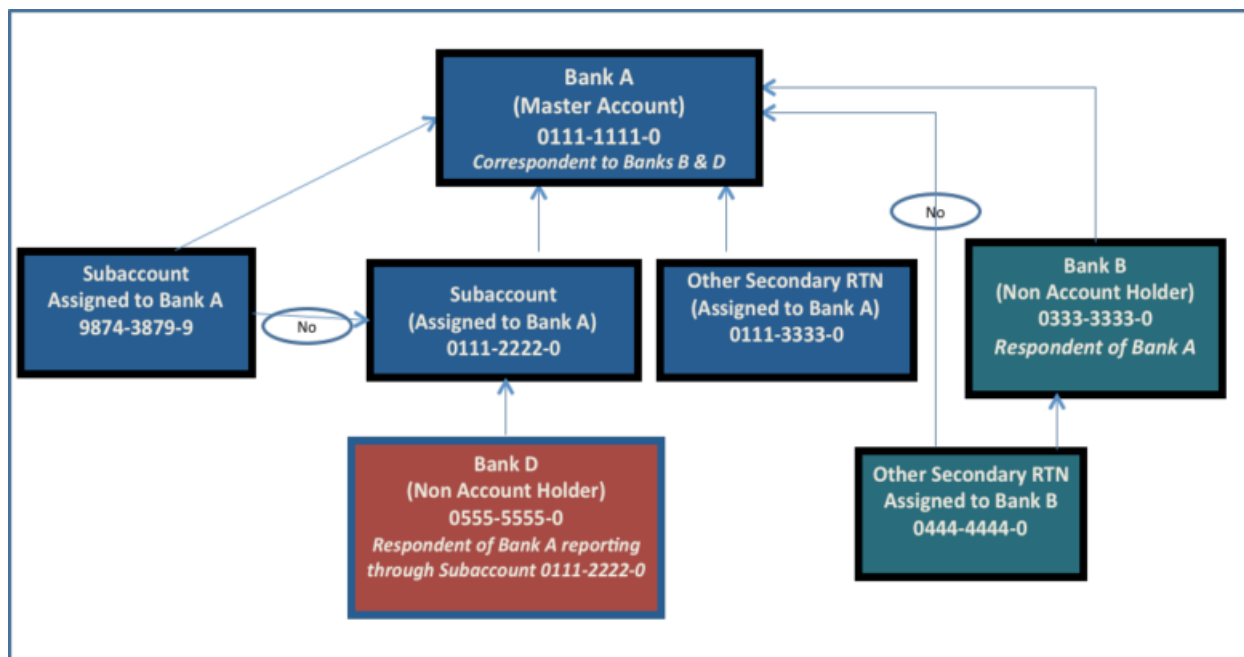 Bank A
(Master Account)
0111-1111-0
Correspondent to Banks B & D
No
Subaccount
Assigned to Bank A
9874-3879-9
No
Subaccount
(Assigned to Bank A)
0111-2222-0
Other Secondary RTN
(Assigned to Bank A)
0111-3333-0
Bank B
(Non Account Holder)
0333-3333-0
Respondent of Bank A
Bank D
(Non Account Holder)
0555-5555-0
Respondent of Bank A reporting
through Subaccount 0111-2222-0
Other Secondary RTN
Assigned to Bank B
0444-4444-0